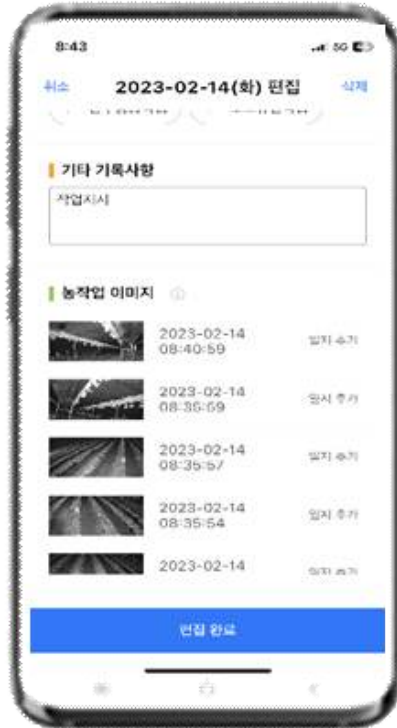 8:43
5G
취소 2023-02-14(화) 편집 삭제
기타 기록사항
작업지시
농작업 이미지
2023-02-14
08:40:59
일지 추가
2023-02-14
08:35:59
일지 추가
2023-02-14
08:35:57
일지 추가
2023-02-14
08:35:54
일지 추가
2023-02-14
일지 추가
편집 완료